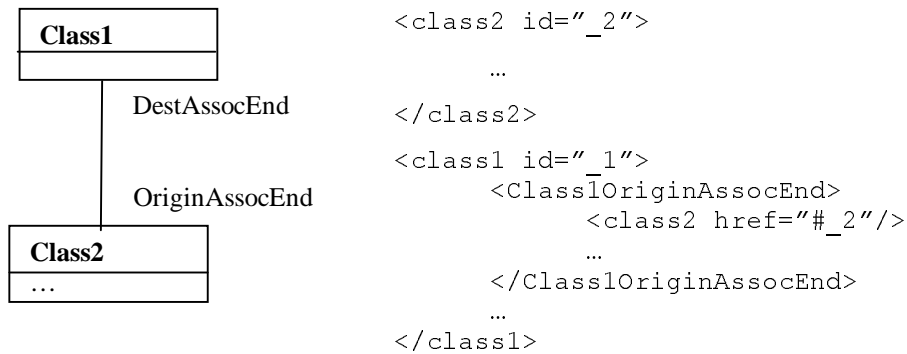 Class1
DestAssocEnd
OriginAssocEnd
Class2
…
<class2 id="_2">
…
</class2>
<class1 id="_1">
<Class1OriginAssocEnd>
<class2 href="#_2"/>
…
</Class1OriginAssocEnd>
…
</class1>